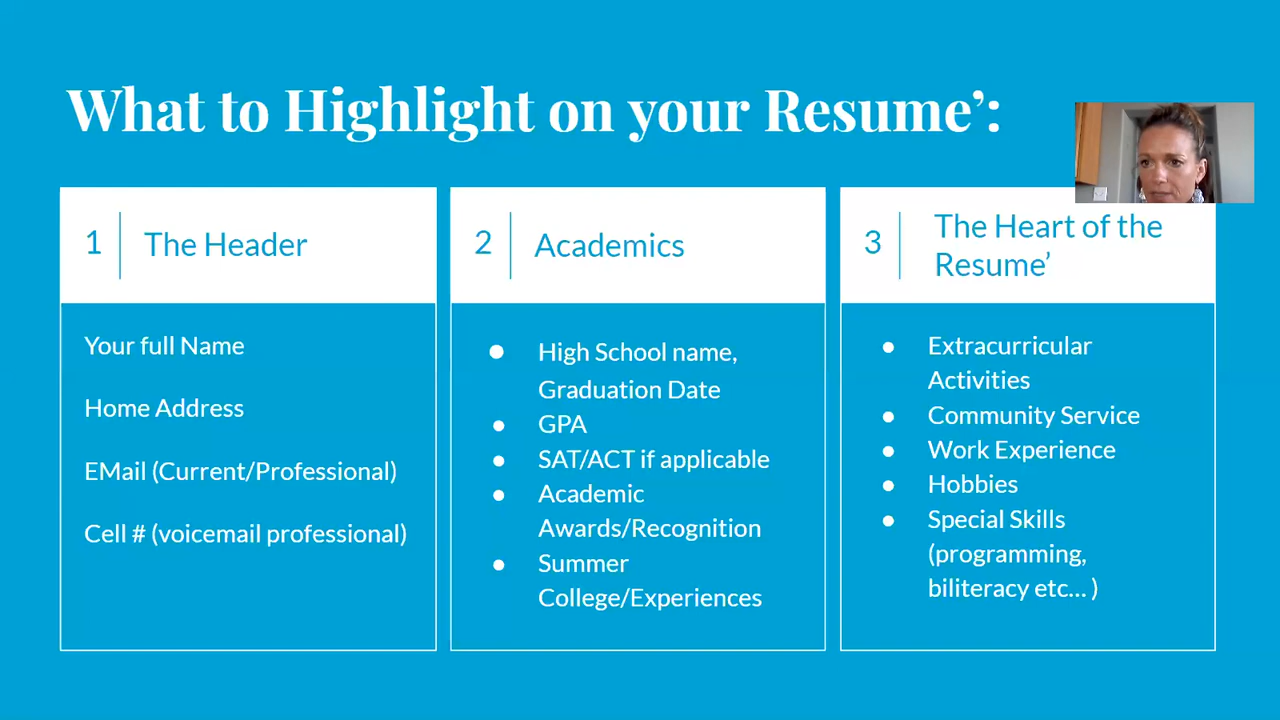 What to Highlight on your Resume’:
1
The Header
Your full Name
Home Address
EMail (Current/Professional)
Cell # (voicemail professional)
2
Academics
● High School name,
Graduation Date
● GPA
● SAT/ACT if applicable
● Academic
Awards/Recognition
● Summer
College/Experiences
3
The Heart of the
Resume’
● Extracurricular
Activities
● Community Service
● Work Experience
● Hobbies
● Special Skills
(programming,
biliteracy etc... )